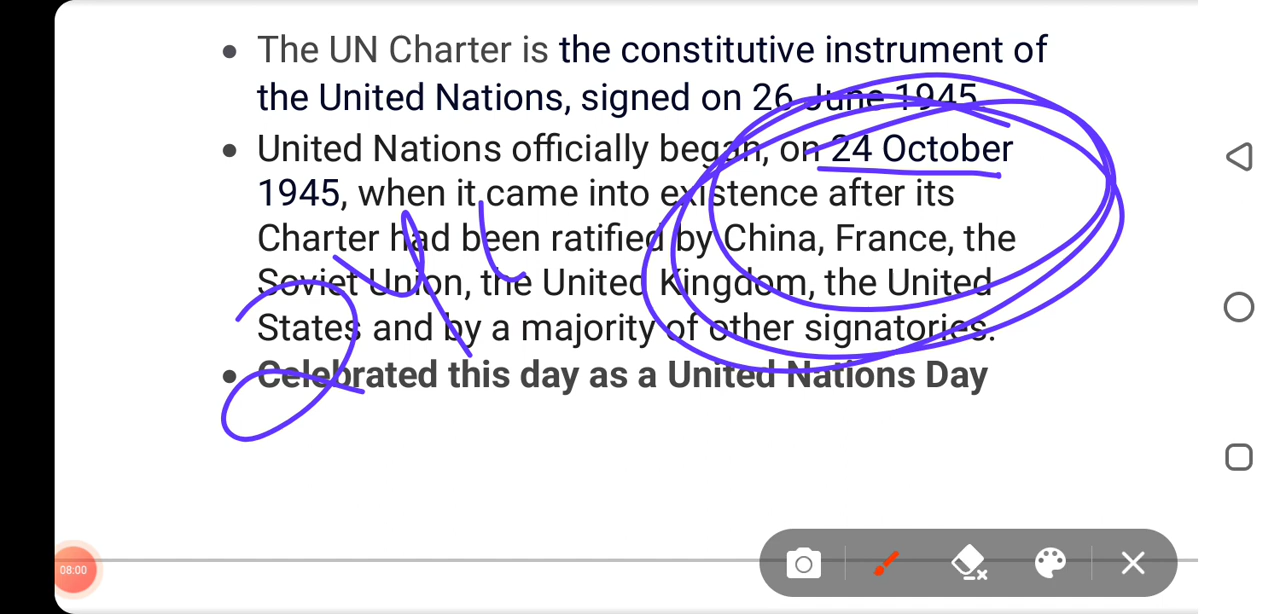 The UN Charter is the constitutive instrument of
the United Nations, signed on 26 June 1945.
United Nations officially began, on 24 October
1945, when it came into existence after its
Charter had been ratified by China, France, the
Soviet Union, the United Kingdom, the United
States and by a majority of other signatories.
Celebrated this day as a United Nations Day
24
08:00